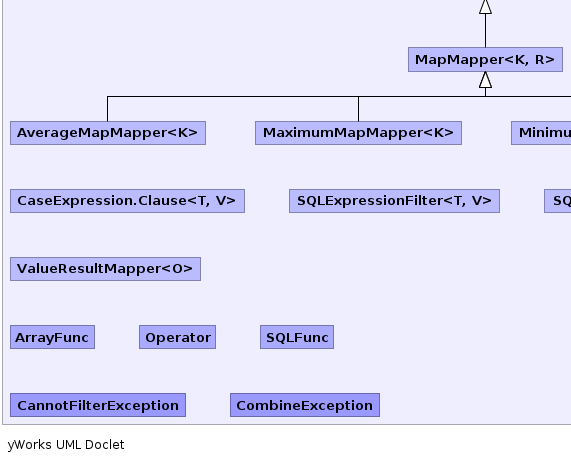 MapMapper<K, R>
AverageMapMapper<K>
MaximumMapMapper<K>
Minimu
CaseExpression.Clause<T, V>
SQLExpressionFilter<T, V>
SQ
ValueResultMapper<O>
ArrayFunc
Operator
SQLFunc
CannotFilterException
CombineException
yWorks UML Doclet